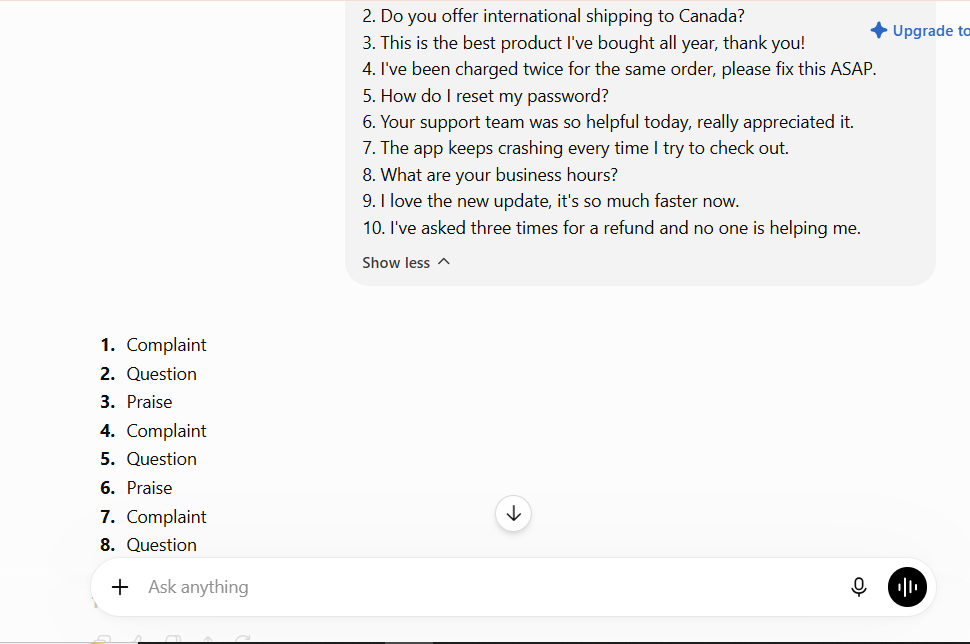 2. Do you offer international shipping to Canada?
Upgrade to
3. This is the best product I've bought all year, thank you!
4. I've been charged twice for the same order, please fix this ASAP.
5. How do I reset my password?
6. Your support team was so helpful today, really appreciated it.
7. The app keeps crashing every time I try to check out.
8. What are your business hours?
9. I love the new update, it's so much faster now.
10. I've asked three times for a refund and no one is helping me.
Show less
1. Complaint
2. Question
3. Praise
4. Complaint
5. Question
6. Praise
7. Complaint
8. Question
Ask anything